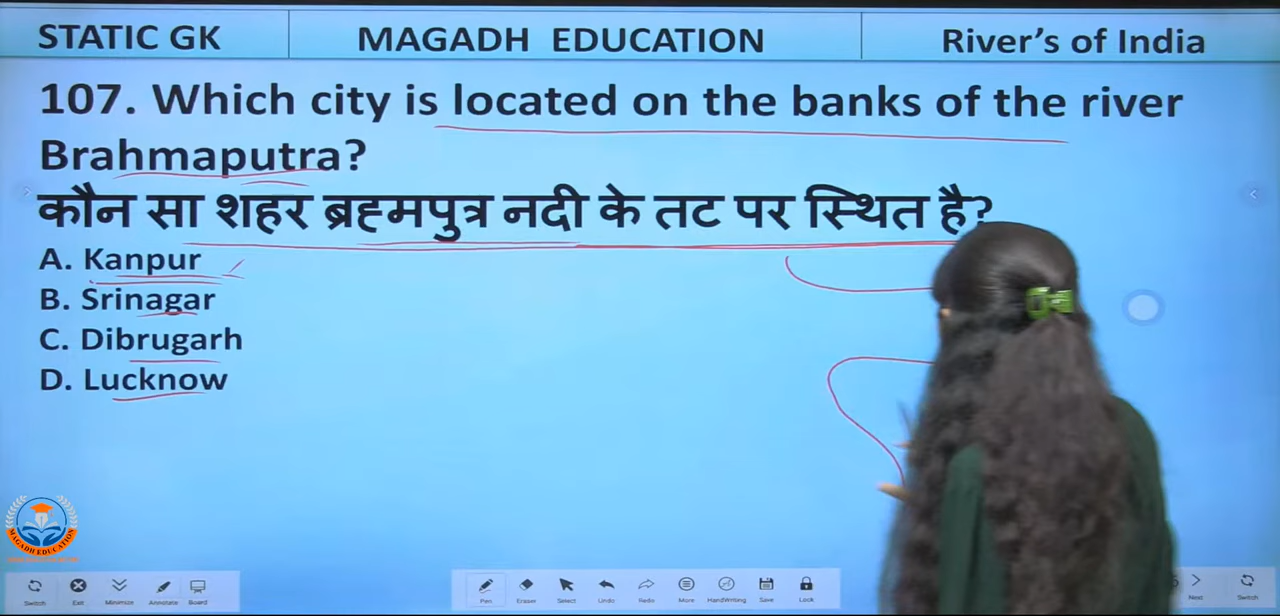 STATIC GK
MAGADH EDUCATION
River's of India
107. Which city is located on the banks of the river
Brahmaputra?
कौन सा शहर ब्रह्मपुत्र नदी के तट पर स्थित है?
A. Kanpur
B. Srinagar
C. Dibrugarh
D. Lucknow
MAGADH EDUCATION
Switch Exit Minimize Annotate Board
Pen Eraser Select Undo Redo More HandWriting Save Lock
Next Switch